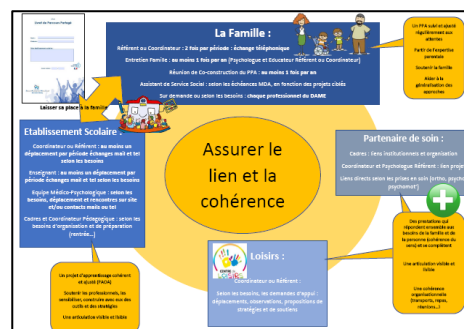 La Famille :
Référent ou Coordinateur : 2 fois par période : échange téléphonique
Entretien Famille : au moins 1 fois par an (Psychologue et Educateur Référent ou Coordinateur)
Réunion de Co-construction du PPA : au moins 1 fois par an
Assistant de Service Social : selon les échéances MDA, en fonction des projets ciblés
Sur demande ou selon les besoins : chaque professionnel du DAME
Un PPA suivi et ajusté
régulièrement aux
attentes
Partir de l'expertise
parentale
Soutenir la famille
Aider à la
généralisation des
approches
Laisser sa place à la famille
Etablissement Scolaire :
Coordinateur ou Référent : au moins un
déplacement par période échanges mail et tel
selon les besoins
Enseignant : au moins un déplacement par
période échanges mail et tel selon les besoins
Equipe Médico-Psychologique : selon les
besoins, déplacement et rencontres sur site
et/ou contacts mails ou tel
Cadres et Coordinateur Pédagogique : selon les
besoins d'organisation et de préparation
(rentrée...)
Assurer le
lien et la
cohérence
Partenaire de soin :
Cadres : liens institutionnels et organisation
Coordinateur et Psychologue Référent : lien projet
Liens directs selon les prises en soin (ortho, psycho,
psychomot')
Des prestations qui
répondent ensemble aux
besoins de la famille et de
la personne (cohérence du
sens) et se complètent
Une articulation visible et
lisible
Une cohérence
organisationnelle
(transports, repas,
réunions...)
Loisirs :
Coordinateur ou Référent :
Selon les besoins, les demandes d'appui :
déplacements, observations, propositions de
stratégies et de soutiens
Un projet d'apprentissage cohérent
et ajusté (PAOA)
Soutenir les professionnels, les
sensibiliser, construire avec eux des
outils et des stratégies
Une articulation visible et lisible